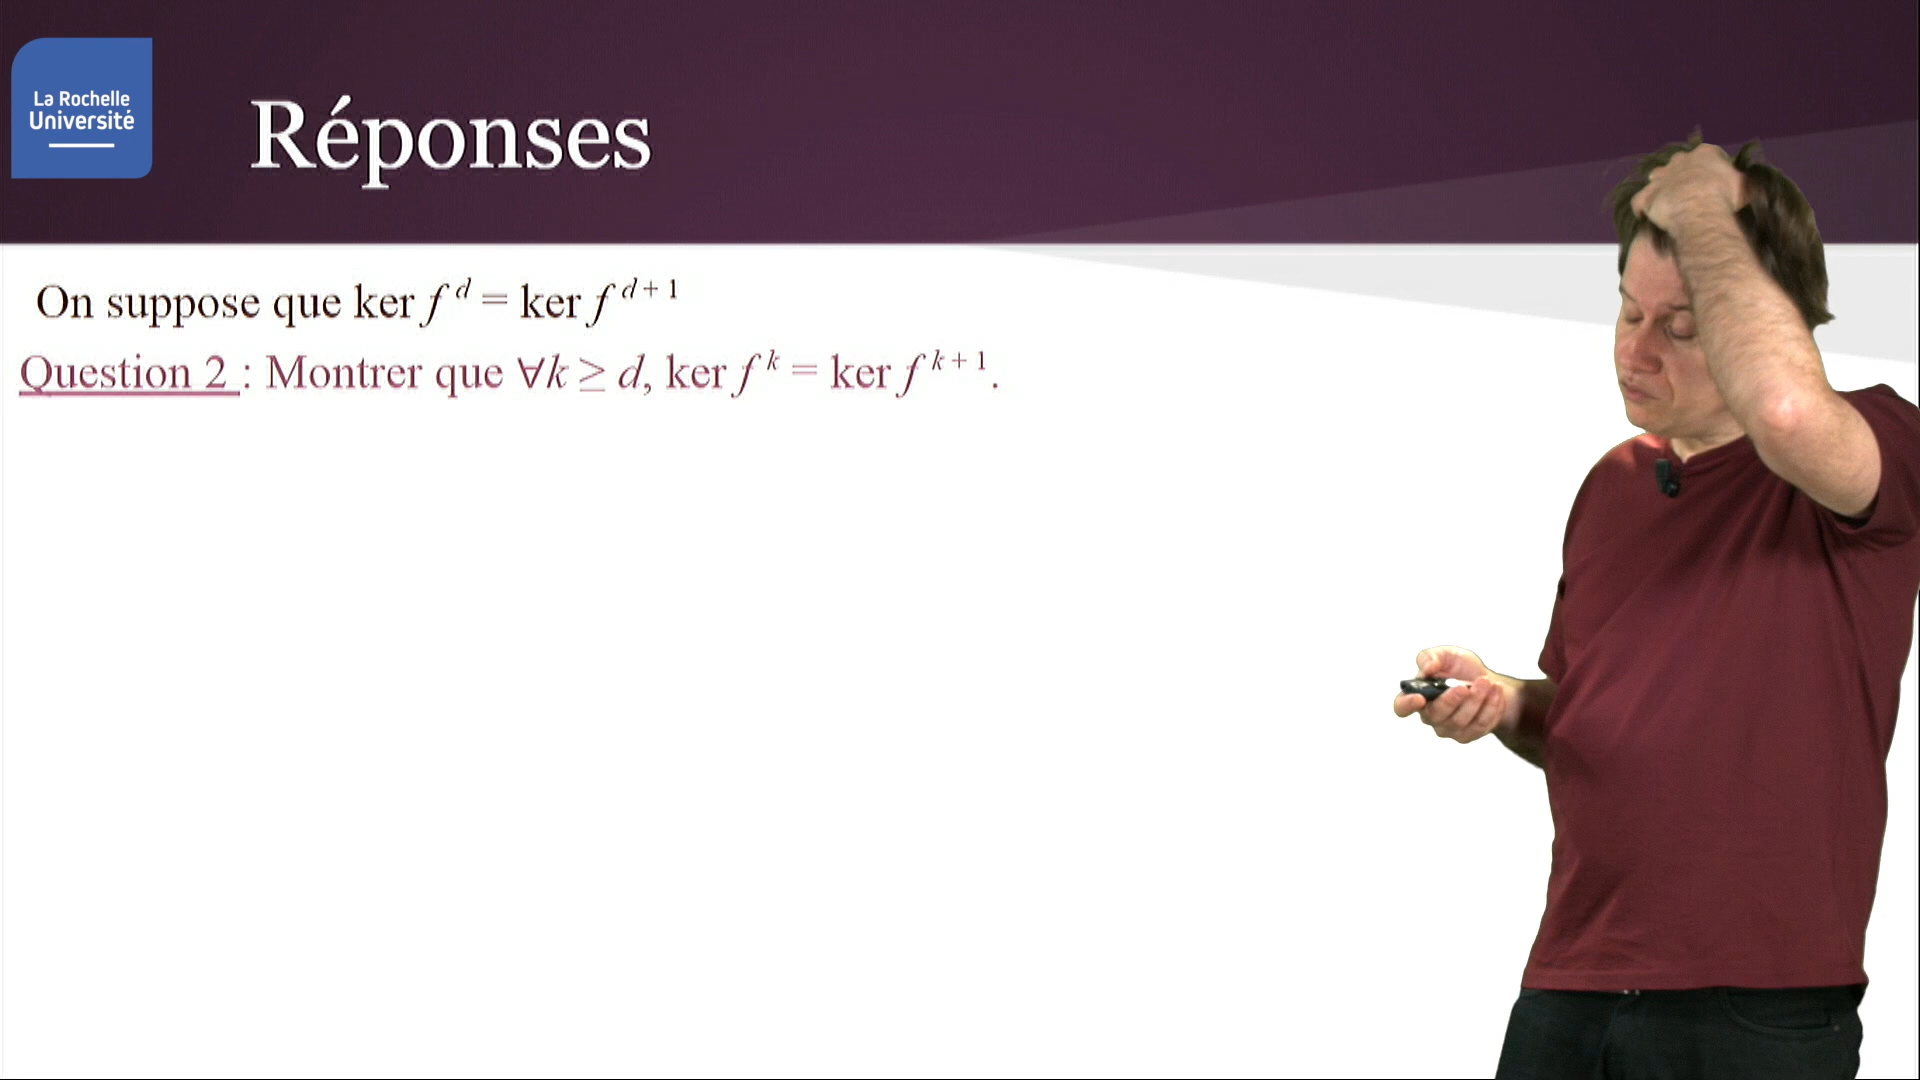 La Rochelle
Université
Réponses
On suppose que ker f^d = ker f^{d+1}
Question 2 : Montrer que ∀k ≥ d, ker f^k = ker f^{k+1}.